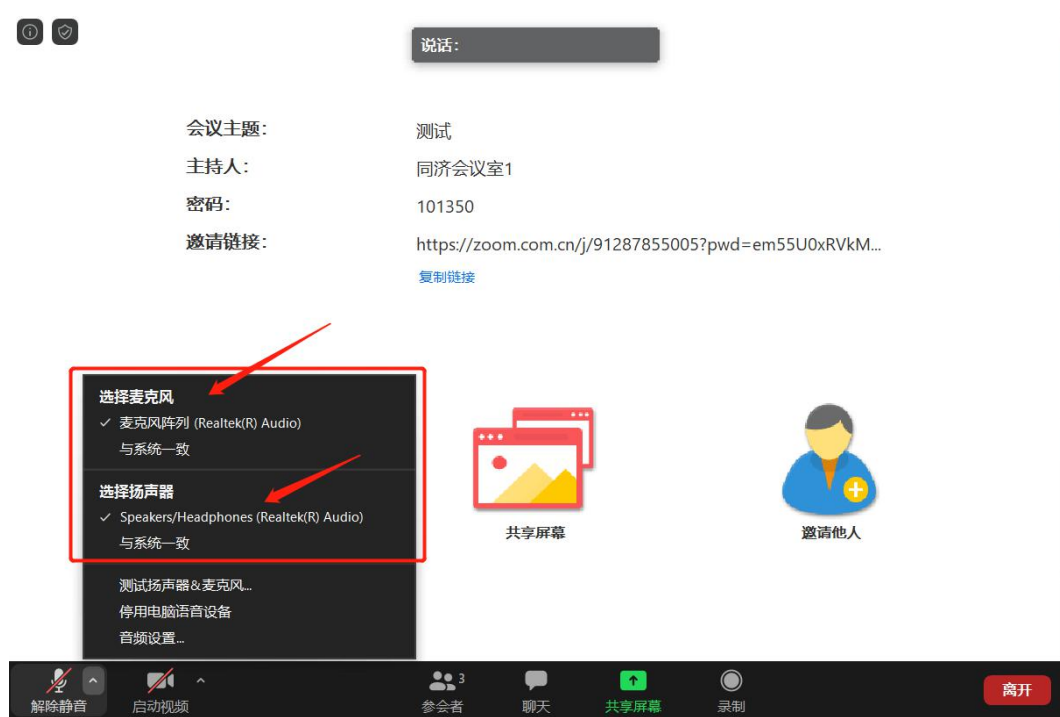 说话：
会议主题：
测试
主持人：
同济会议室1
密码：
101350
邀请链接：
https://zoom.com.cn/j/91287855005?pwd=em55U0xRVkM...
复制链接
选择麦克风
✓ 麦克风阵列 (Realtek(R) Audio)
与系统一致
选择扬声器
✓ Speakers/Headphones (Realtek(R) Audio)
与系统一致
测试扬声器&麦克风...
停用电脑语音设备
音频设置...
共享屏幕
邀请他人
解除静音
启动视频
3
参会者
聊天
共享屏幕
录制
离开